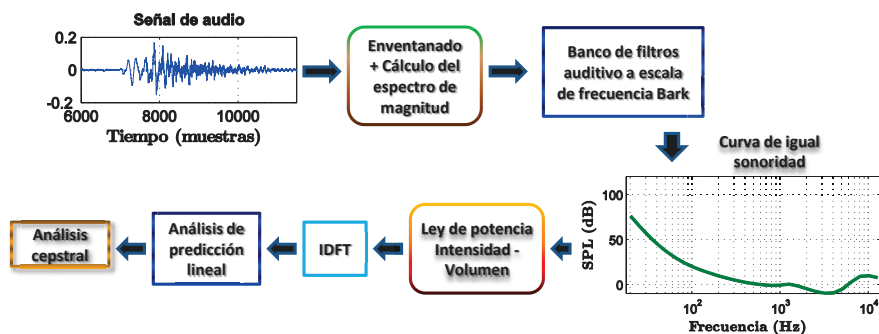 Señal de audio
0.2
0
-0.2
6000 8000 10000
Tiempo (muestras)
Enventanado
+ Cálculo del
espectro de
magnitud
Banco de filtros
auditivo a escala
de frecuencia Bark
Curva de igual
sonoridad
100
50
0
SPL (dB)
10² 10³ 10⁴
Frecuencia (Hz)
Ley de potencia
Intensidad -
Volumen
IDFT
Análisis de
predicción
lineal
Análisis
cepstral